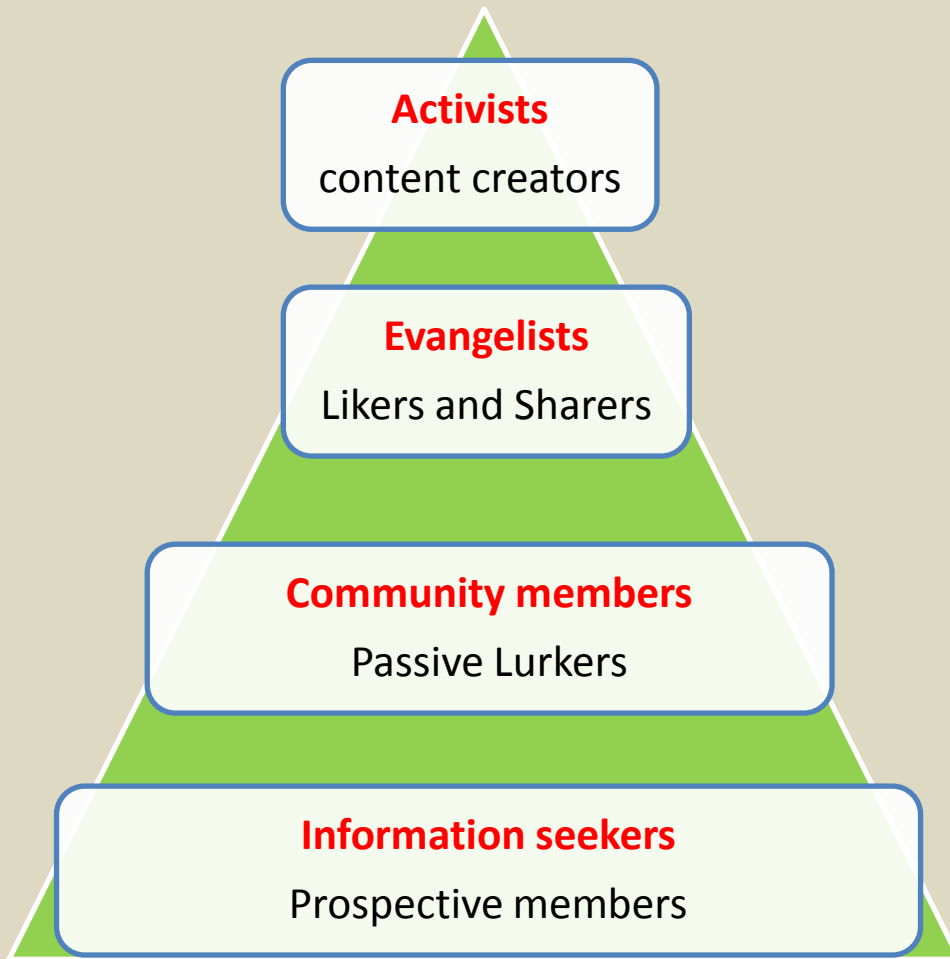 Activists
content creators
Evangelists
Likers and Sharers
Community members
Passive Lurkers
Information seekers
Prospective members